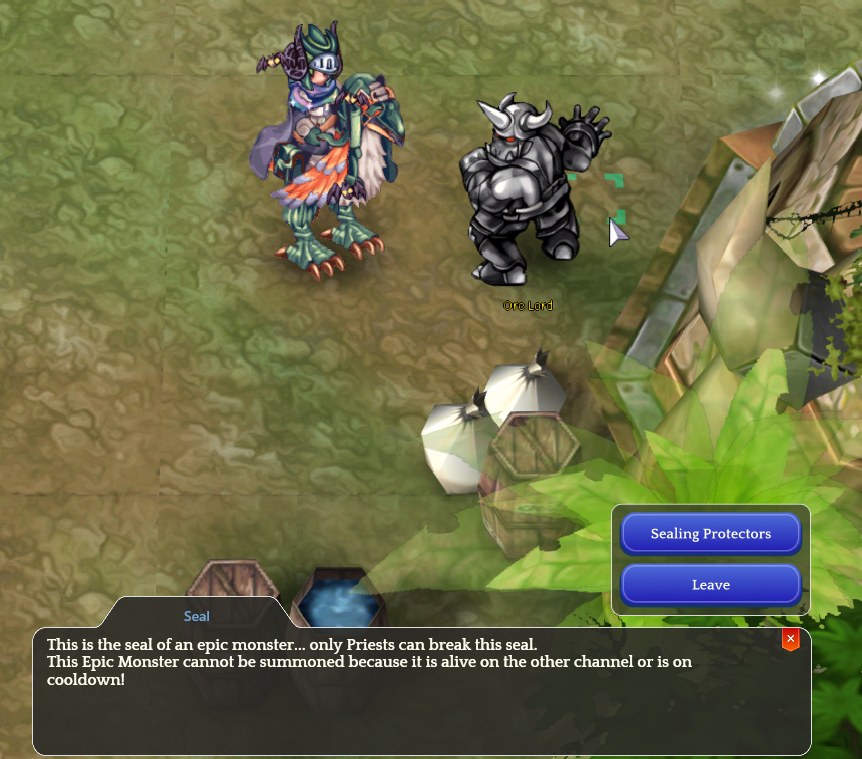 Orc Lord
Sealing Protectors
Leave
Seal
This is the seal of an epic monster... only Priests can break this seal.
This Epic Monster cannot be summoned because it is alive on the other channel or is on
cooldown!